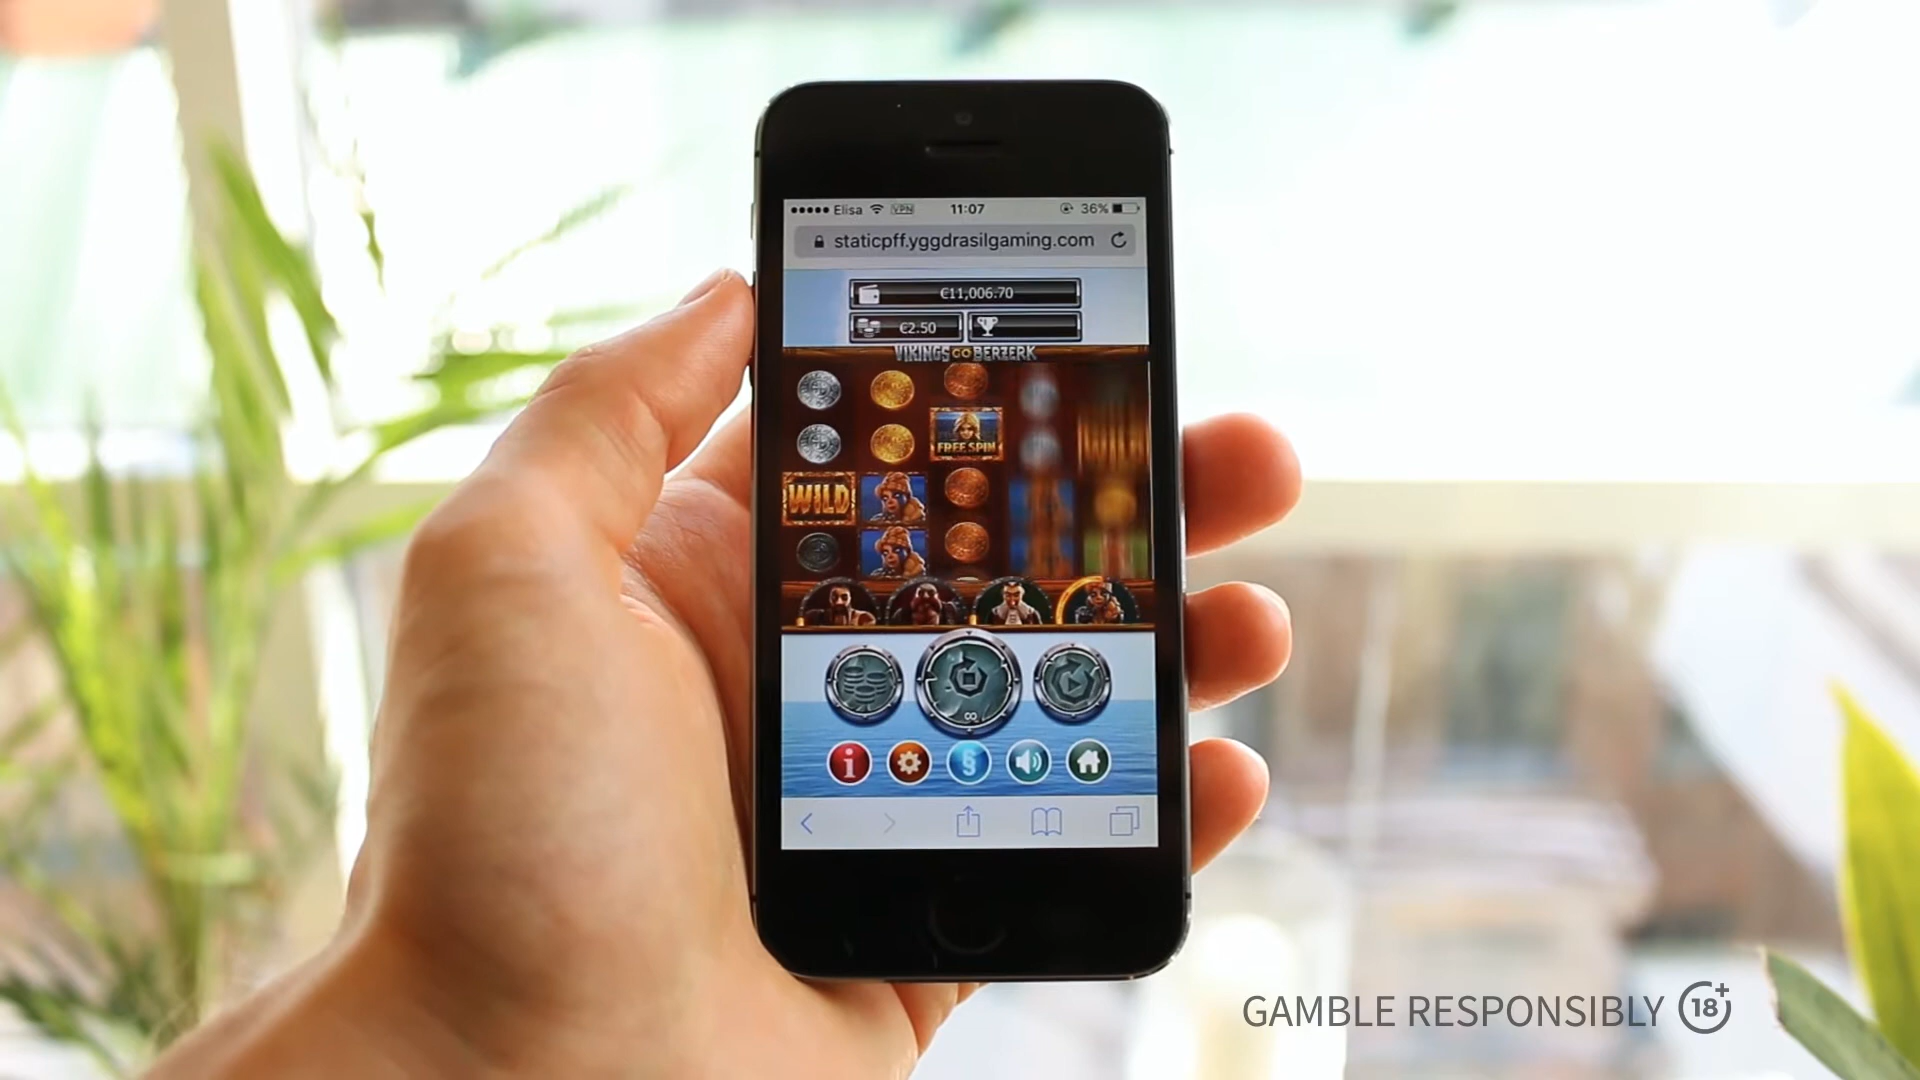 Elisa VPN 11:07 36%
staticpff.yggdrasilgaming.com
€11,006.70
€2.50
VIKINGS GO BERZERK
FREE SPIN
WILD
∞
i §
GAMBLE RESPONSIBLY 18+